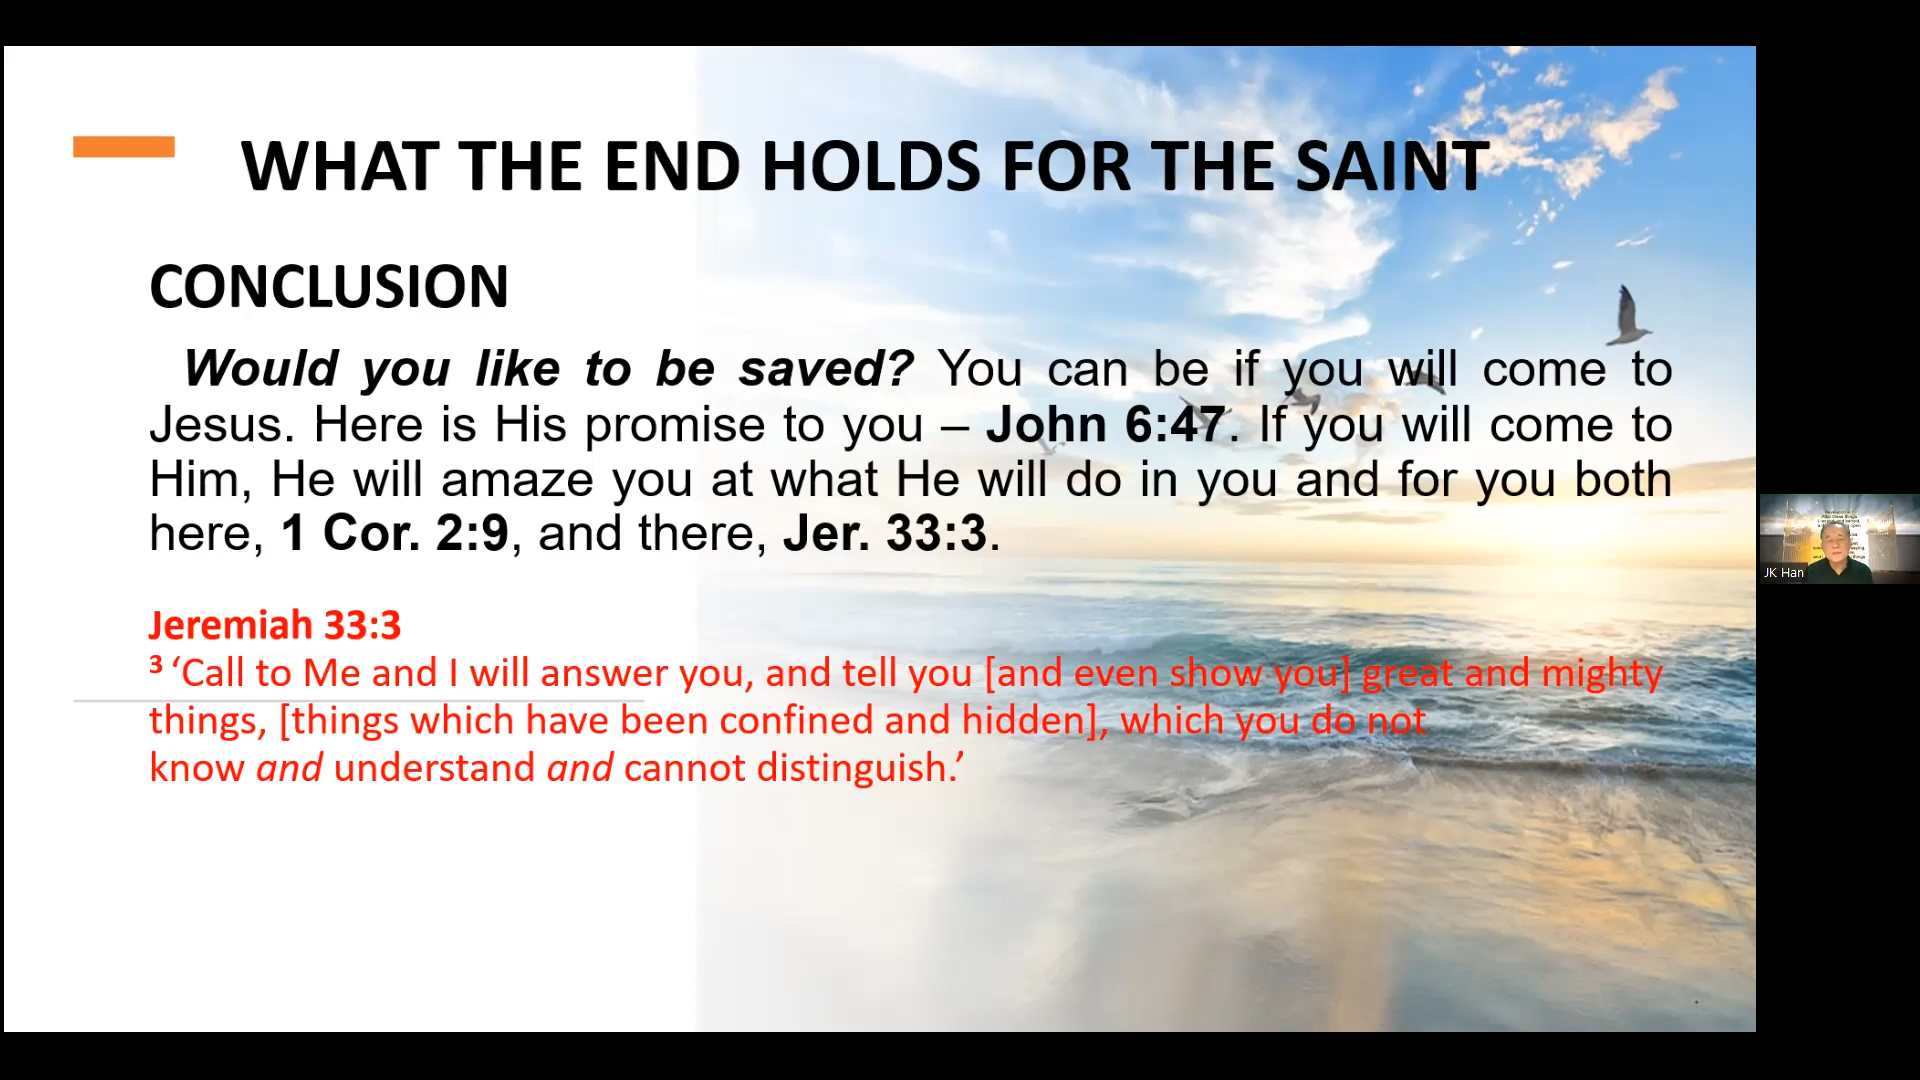 WHAT THE END HOLDS FOR THE SAINT
CONCLUSION
Would you like to be saved? You can be if you will come to
Jesus. Here is His promise to you – John 6:47. If you will come to
Him, He will amaze you at what He will do in you and for you both
here, 1 Cor. 2:9, and there, Jer. 33:3.
Jeremiah 33:3
3 ‘Call to Me and I will answer you, and tell you [and even show you] great and mighty
things, [things which have been confined and hidden], which you do not
know and understand and cannot distinguish.’
JK Han